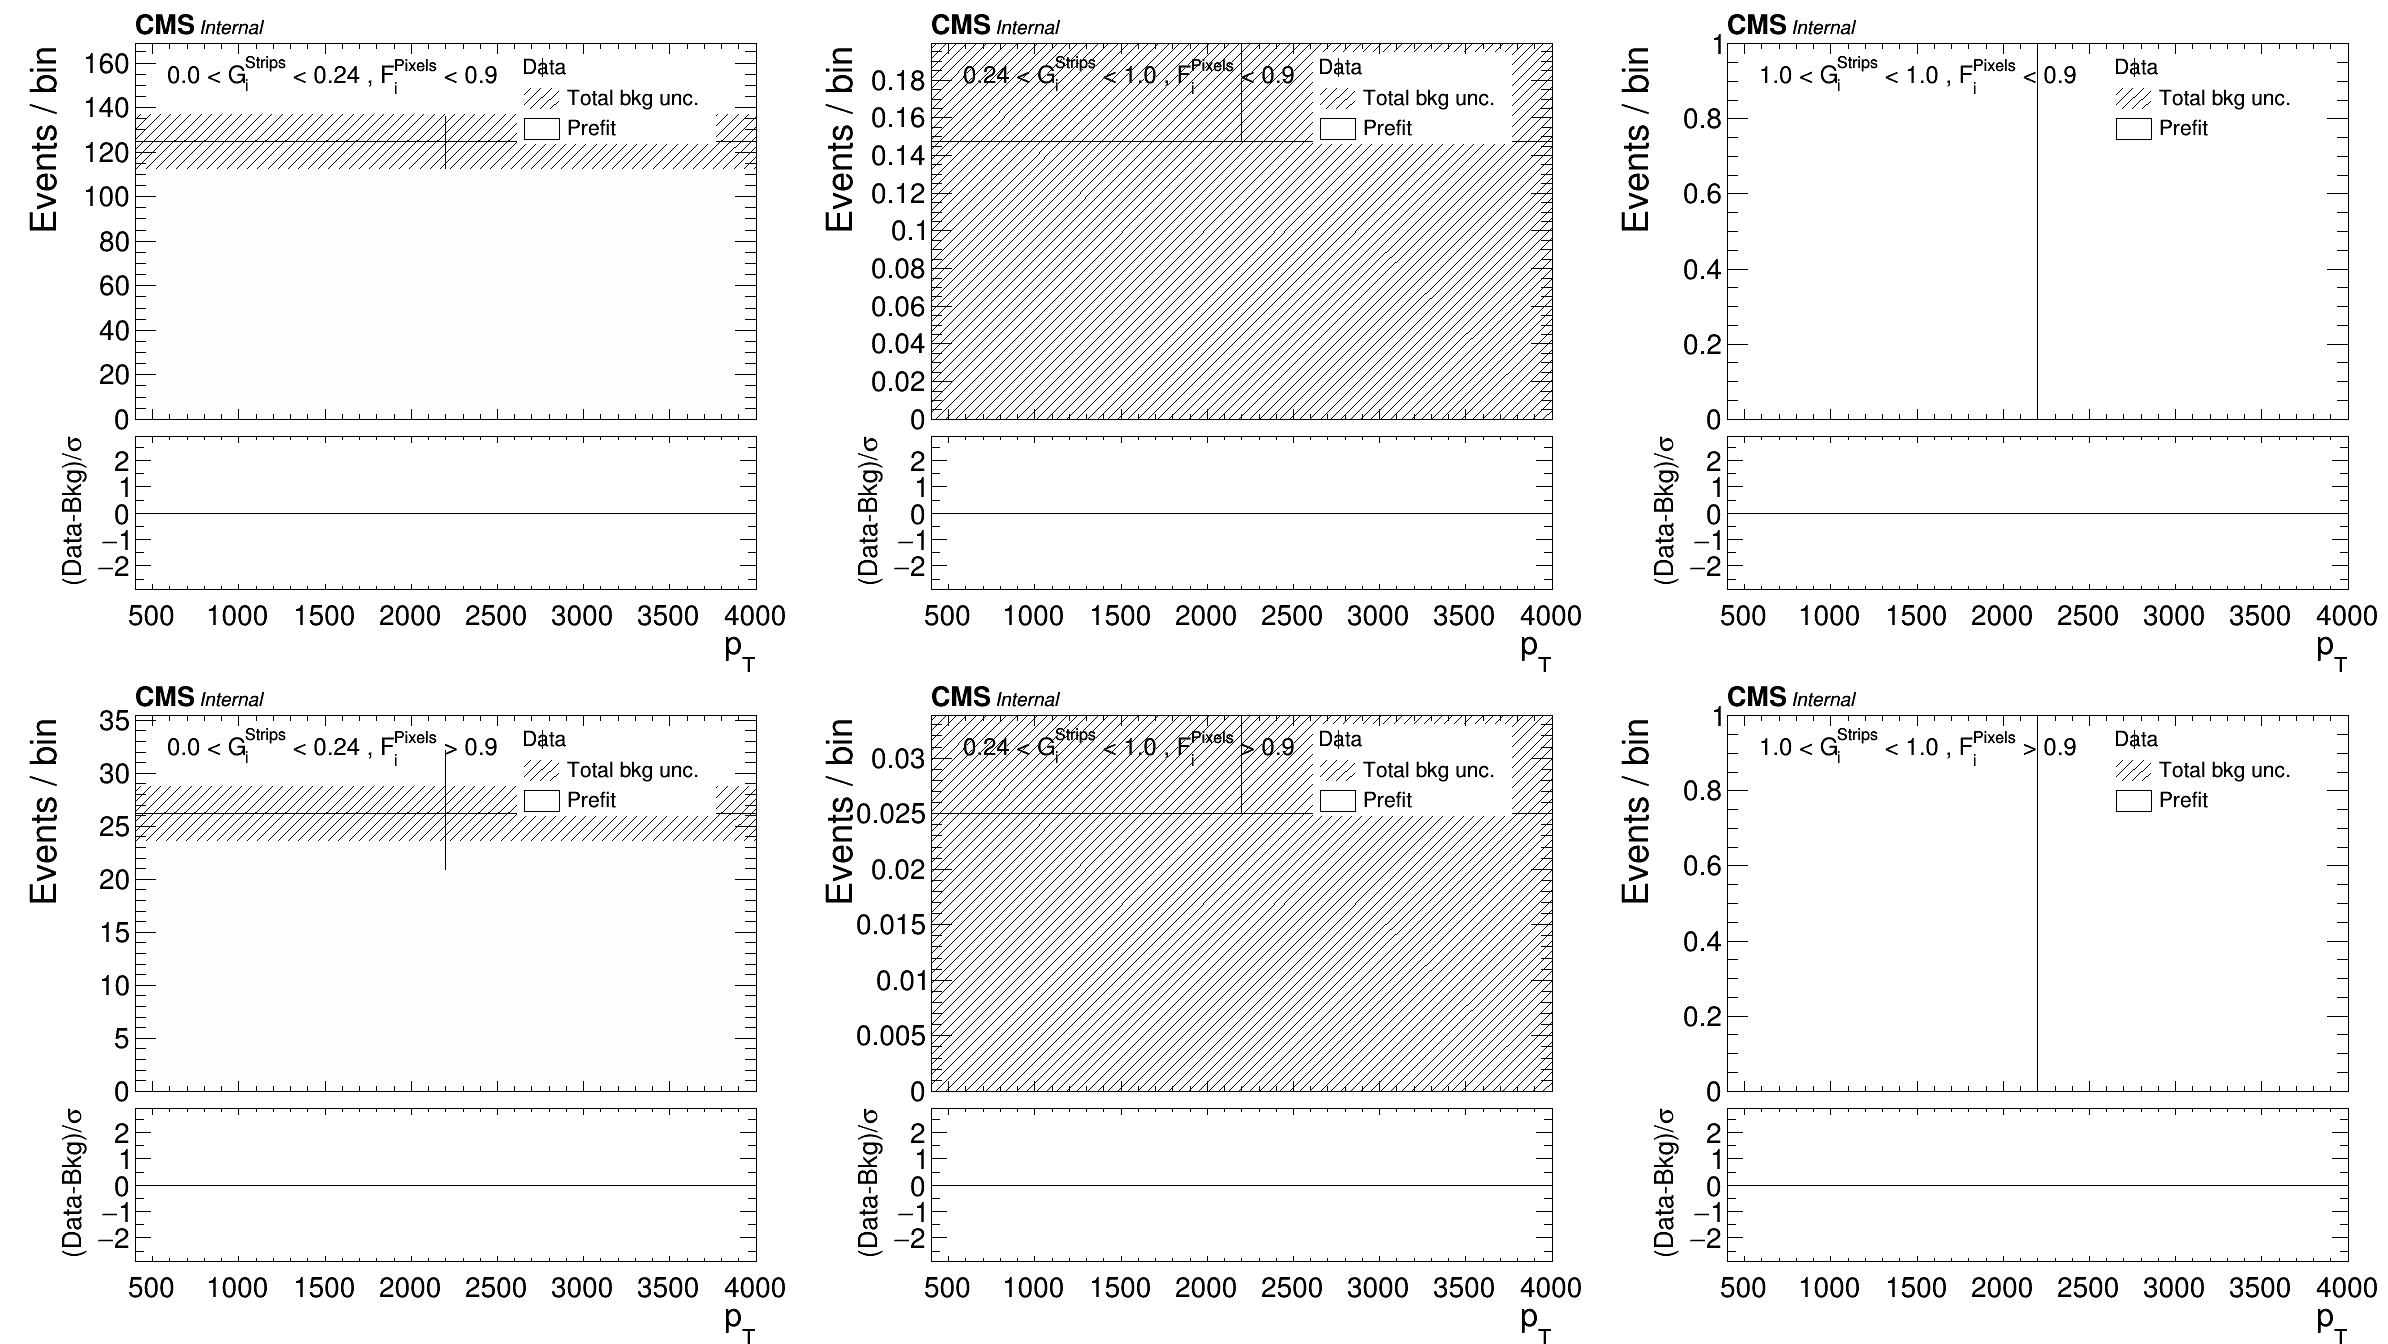 CMS Internal
Events / bin
160
140
120
100
80
60
40
20
0
0.0 < G_i^Strips < 0.24 , F_i^Pixels < 0.9
Data
Total bkg unc.
Prefit
(Data-Bkg)/σ
2
1
0
−1
−2
500 1000 1500 2000 2500 3000 3500 4000
p_T
CMS Internal
Events / bin
0.18
0.16
0.14
0.12
0.1
0.08
0.06
0.04
0.02
0
0.24 < G_i^Strips < 1.0 , F_i^Pixels < 0.9
Data
Total bkg unc.
Prefit
(Data-Bkg)/σ
2
1
0
−1
−2
500 1000 1500 2000 2500 3000 3500 4000
p_T
CMS Internal
Events / bin
1
0.8
0.6
0.4
0.2
0
1.0 < G_i^Strips < 1.0 , F_i^Pixels < 0.9
Data
Total bkg unc.
Prefit
(Data-Bkg)/σ
2
1
0
−1
−2
500 1000 1500 2000 2500 3000 3500 4000
p_T
CMS Internal
Events / bin
35
30
25
20
15
10
5
0
0.0 < G_i^Strips < 0.24 , F_i^Pixels > 0.9
Data
Total bkg unc.
Prefit
(Data-Bkg)/σ
2
1
0
−1
−2
500 1000 1500 2000 2500 3000 3500 4000
p_T
CMS Internal
Events / bin
0.03
0.025
0.02
0.015
0.01
0.005
0
0.24 < G_i^Strips < 1.0 , F_i^Pixels > 0.9
Data
Total bkg unc.
Prefit
(Data-Bkg)/σ
2
1
0
−1
−2
500 1000 1500 2000 2500 3000 3500 4000
p_T
CMS Internal
Events / bin
1
0.8
0.6
0.4
0.2
0
1.0 < G_i^Strips < 1.0 , F_i^Pixels > 0.9
Data
Total bkg unc.
Prefit
(Data-Bkg)/σ
2
1
0
−1
−2
500 1000 1500 2000 2500 3000 3500 4000
p_T